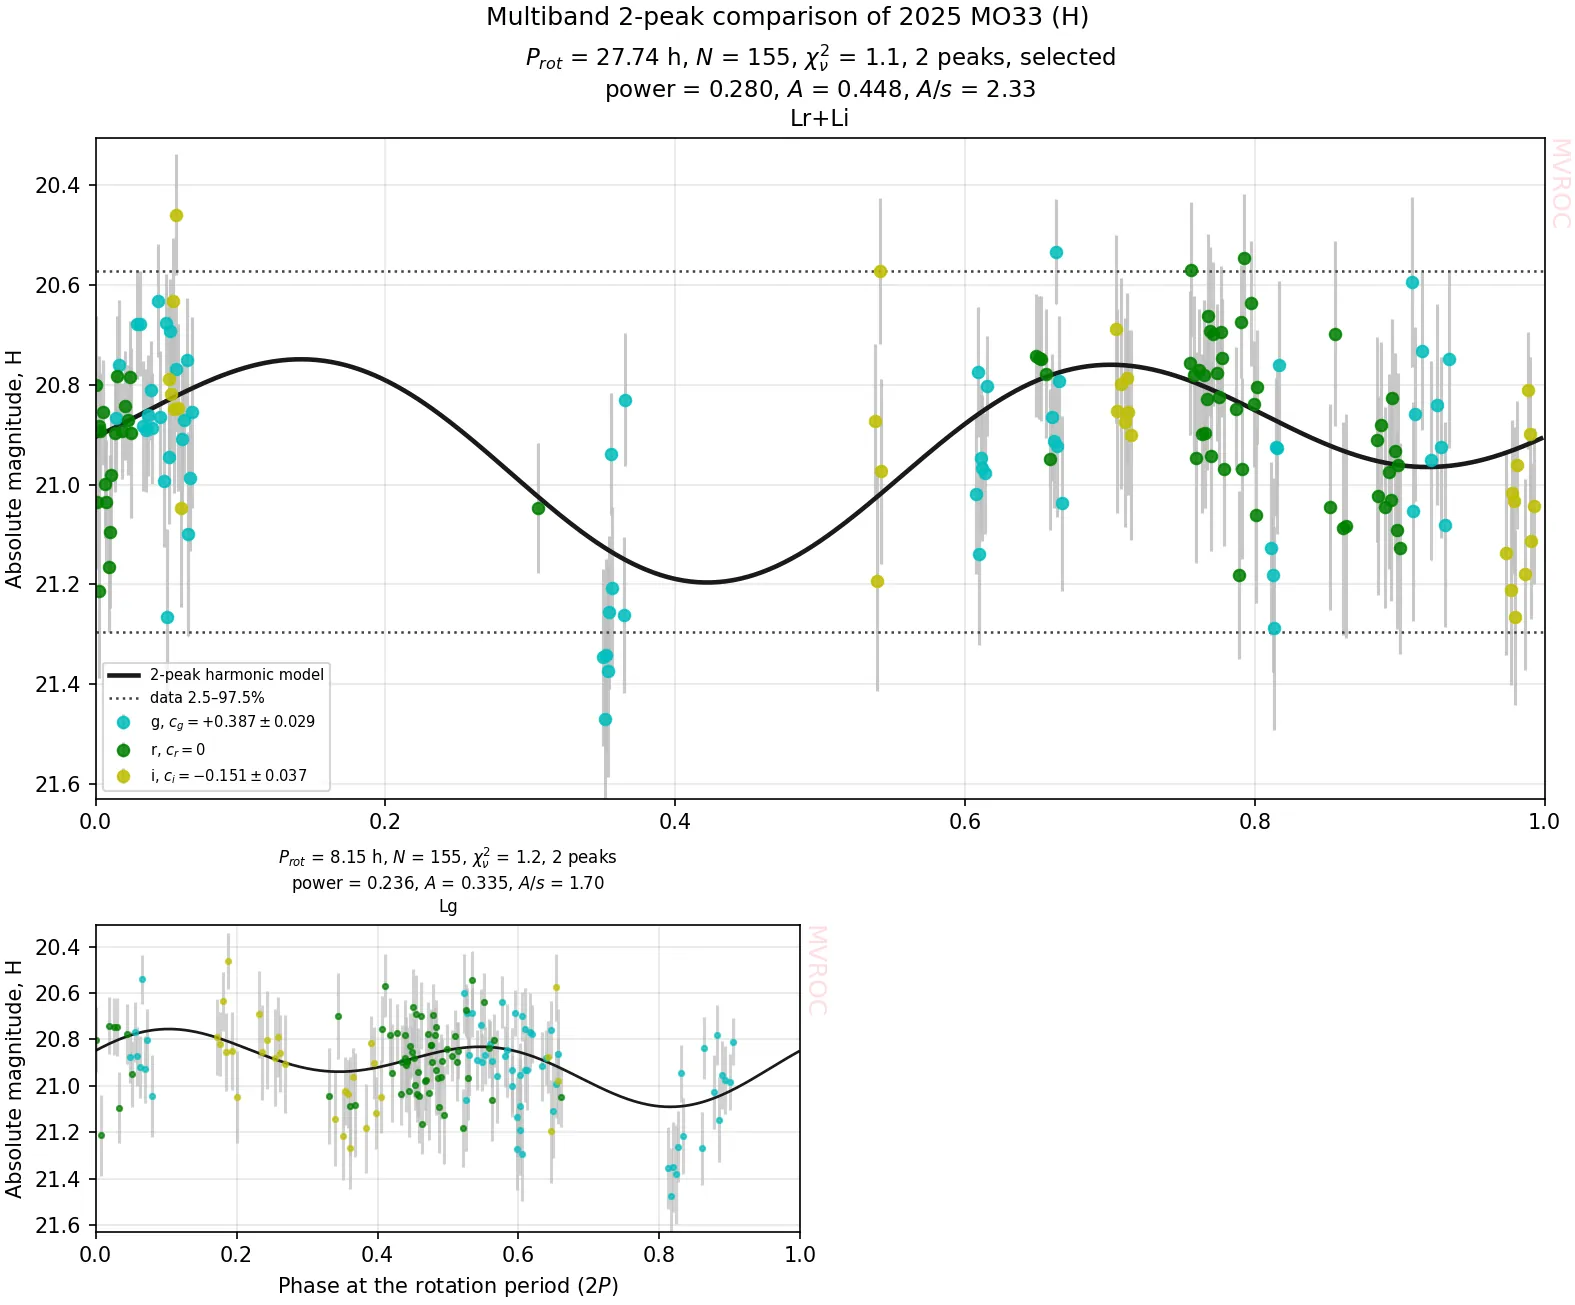 Multiband 2-peak comparison of 2025 MO33 (H)
P_rot = 27.74 h, N = 155, χ²_ν = 1.1, 2 peaks, selected
power = 0.280, A = 0.448, A/s = 2.33
Lr+Li
MVROC
Absolute magnitude, H
20.4
20.6
20.8
21.0
21.2
21.4
21.6
2-peak harmonic model
data 2.5–97.5%
g, c_g = +0.387 ± 0.029
r, c_r = 0
i, c_i = −0.151 ± 0.037
0.0 0.2 0.4 0.6 0.8 1.0
P_rot = 8.15 h, N = 155, χ²_ν = 1.2, 2 peaks
power = 0.236, A = 0.335, A/s = 1.70
Lg
MVROC
Absolute magnitude, H
20.4
20.6
20.8
21.0
21.2
21.4
21.6
0.0 0.2 0.4 0.6 0.8 1.0
Phase at the rotation period (2P)